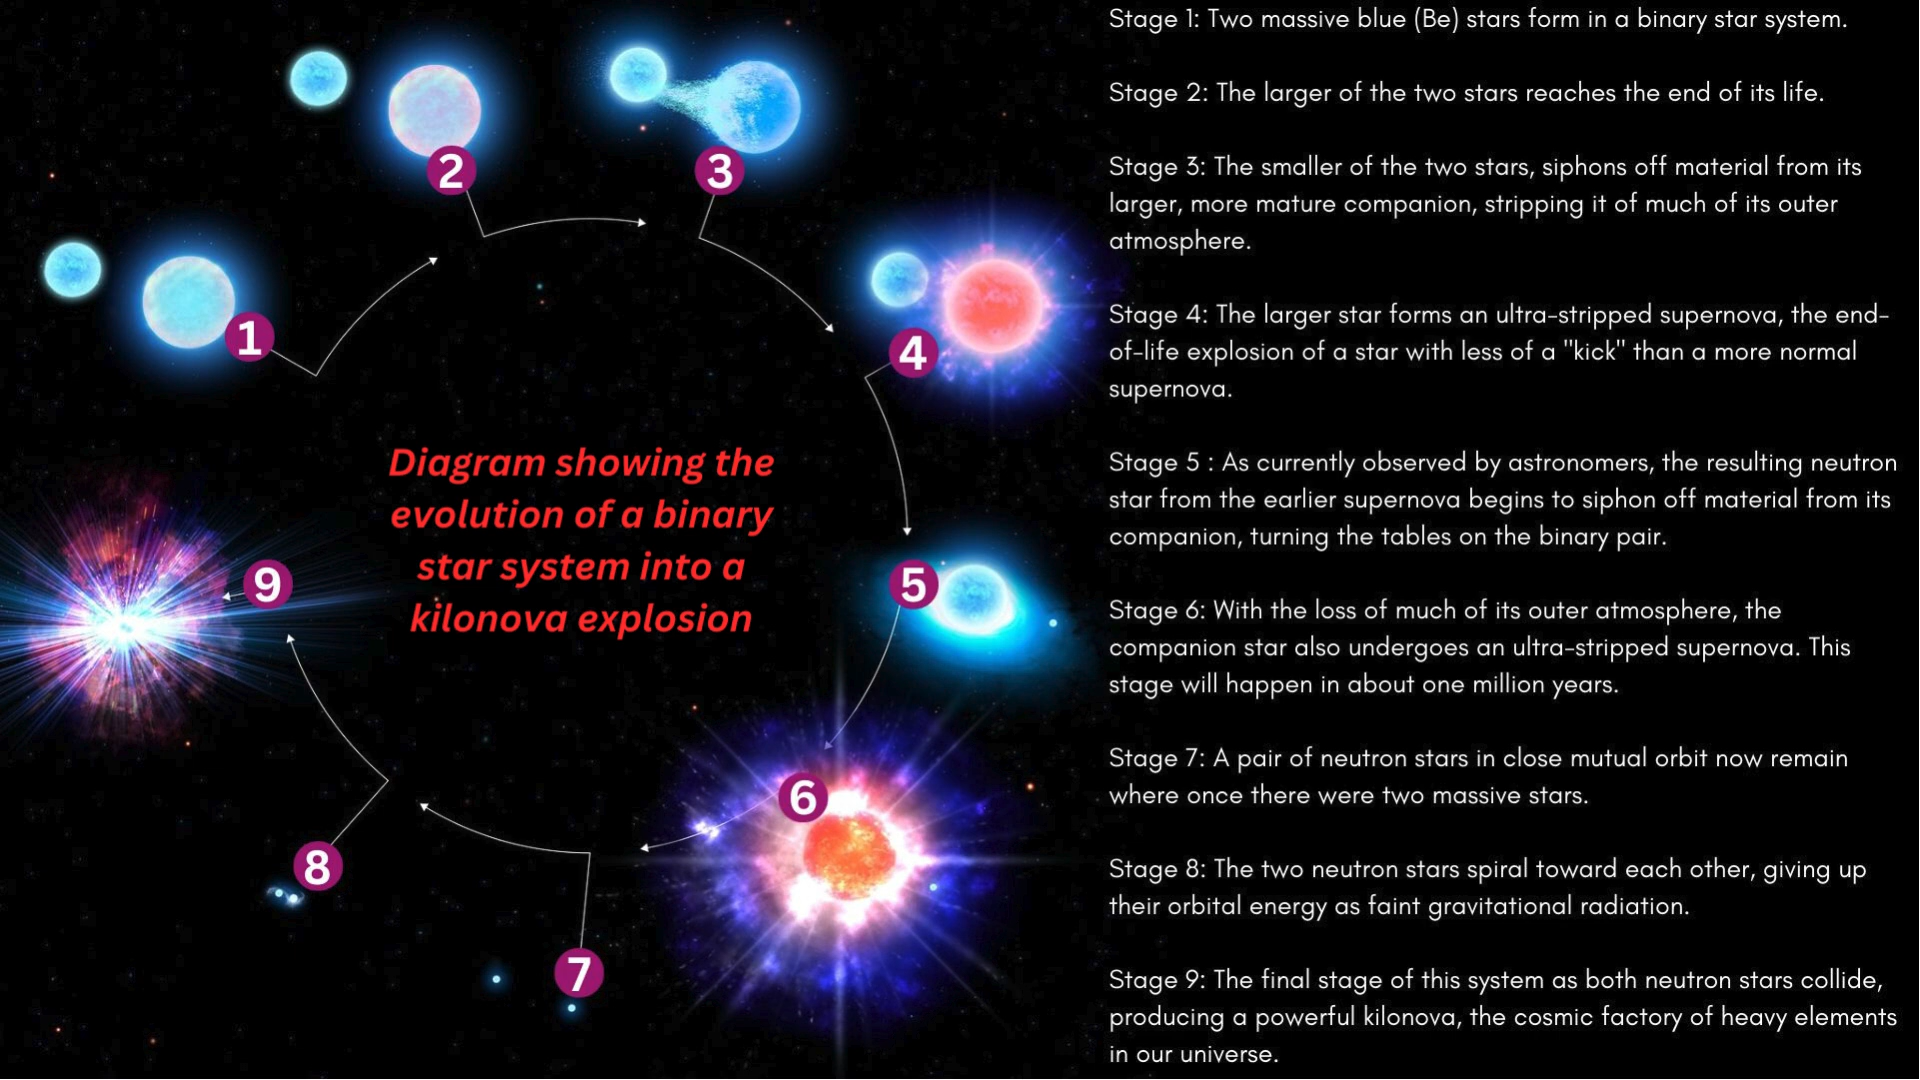 Stage 1: Two massive blue (Be) stars form in a binary star system.
Stage 2: The larger of the two stars reaches the end of its life.
Stage 3: The smaller of the two stars, siphons off material from its
larger, more mature companion, stripping it of much of its outer
atmosphere.
Stage 4: The larger star forms an ultra-stripped supernova, the end-
of-life explosion of a star with less of a "kick" than a more normal
supernova.
Stage 5 : As currently observed by astronomers, the resulting neutron
star from the earlier supernova begins to siphon off material from its
companion, turning the tables on the binary pair.
Stage 6: With the loss of much of its outer atmosphere, the
companion star also undergoes an ultra-stripped supernova. This
stage will happen in about one million years.
Stage 7: A pair of neutron stars in close mutual orbit now remain
where once there were two massive stars.
Stage 8: The two neutron stars spiral toward each other, giving up
their orbital energy as faint gravitational radiation.
Stage 9: The final stage of this system as both neutron stars collide,
producing a powerful kilonova, the cosmic factory of heavy elements
in our universe.
1
2
3
4
5
6
7
8
9
Diagram showing the
evolution of a binary
star system into a
kilonova explosion